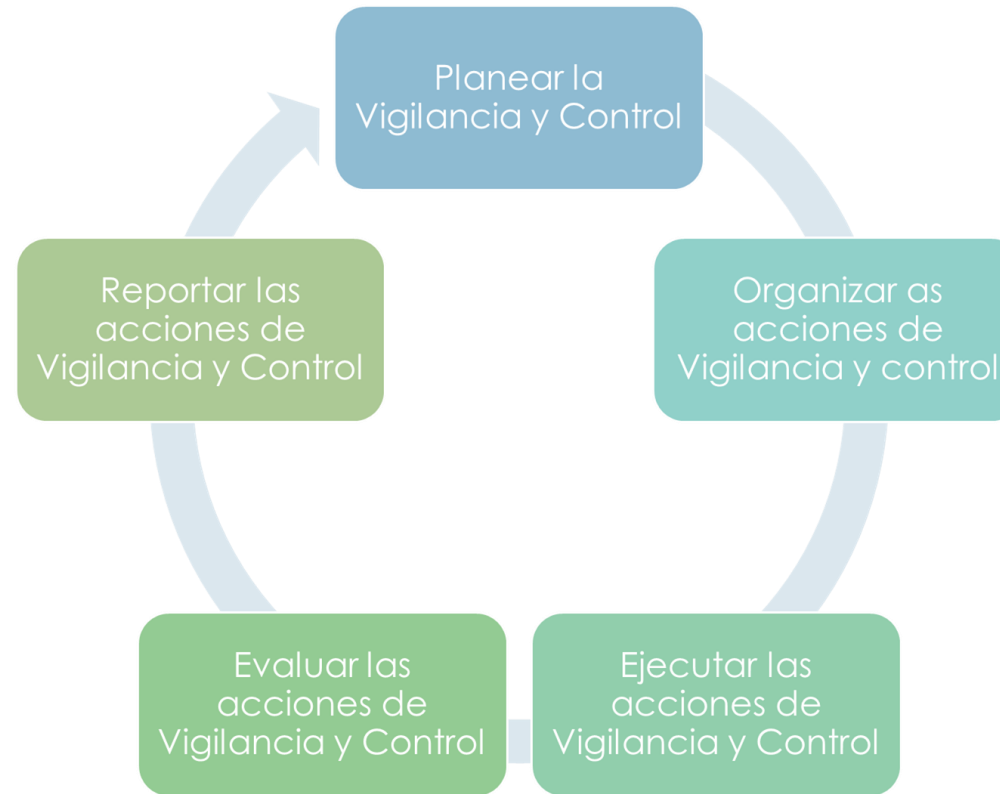 Planear la
Vigilancia y Control
Organizar as
acciones de
Vigilancia y control
Ejecutar las
acciones de
Vigilancia y Control
Evaluar las
acciones de
Vigilancia y Control
Reportar las
acciones de
Vigilancia y Control